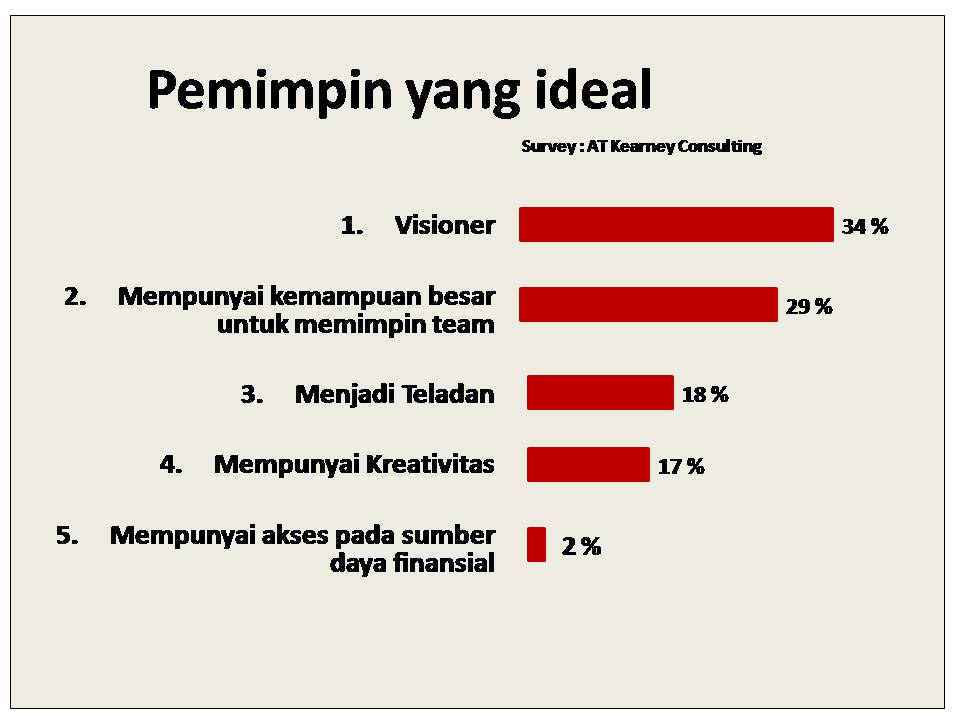 Pemimpin yang ideal
Survey : AT Kearney Consulting
1. Visioner
34 %
2. Mempunyai kemampuan besar
untuk memimpin team
29 %
3. Menjadi Teladan
18 %
4. Mempunyai Kreativitas
17 %
5. Mempunyai akses pada sumber
daya finansial
2 %